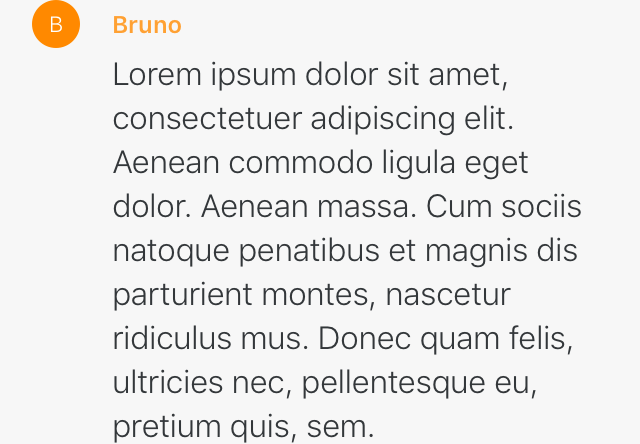 B
Bruno
Lorem ipsum dolor sit amet,
consectetuer adipiscing elit.
Aenean commodo ligula eget
dolor. Aenean massa. Cum sociis
natoque penatibus et magnis dis
parturient montes, nascetur
ridiculus mus. Donec quam felis,
ultricies nec, pellentesque eu,
pretium quis, sem.